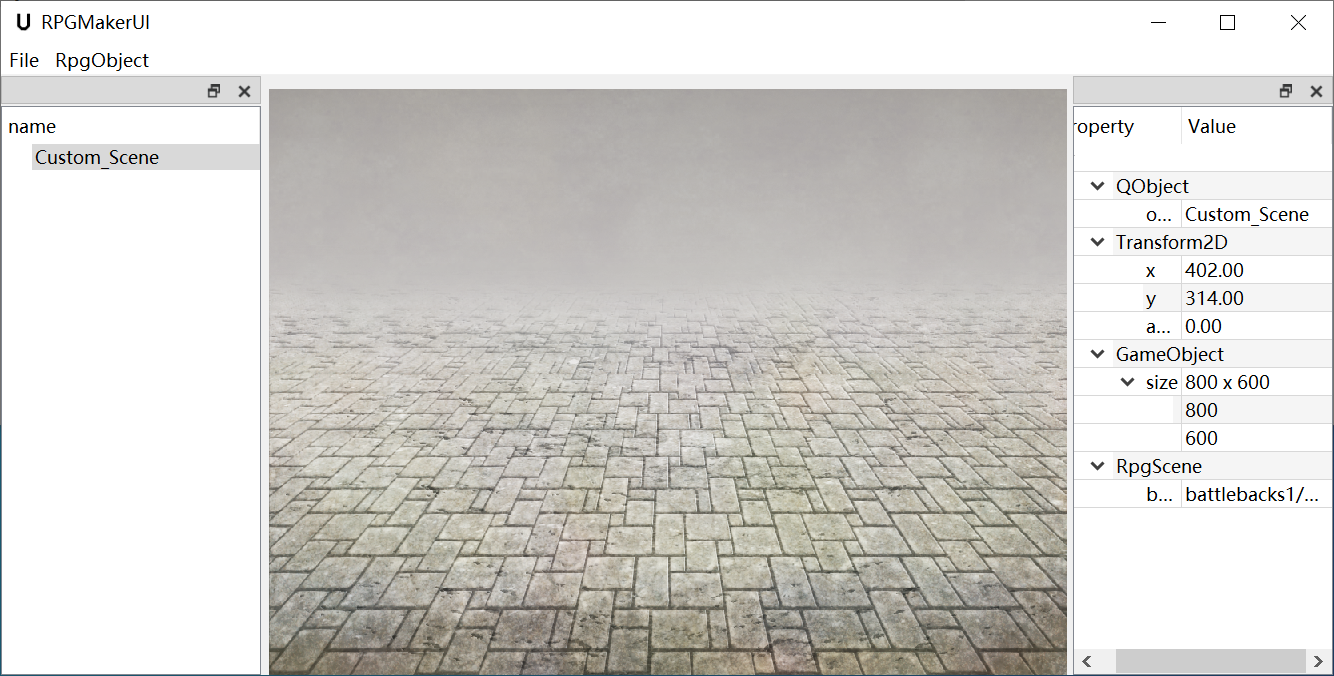 RPGMakerUI
File RpgObject
name
Custom_Scene
roperty Value
QObject
o... Custom_Scene
Transform2D
x 402.00
y 314.00
a... 0.00
GameObject
size 800 x 600
800
600
RpgScene
b... battlebacks1/...